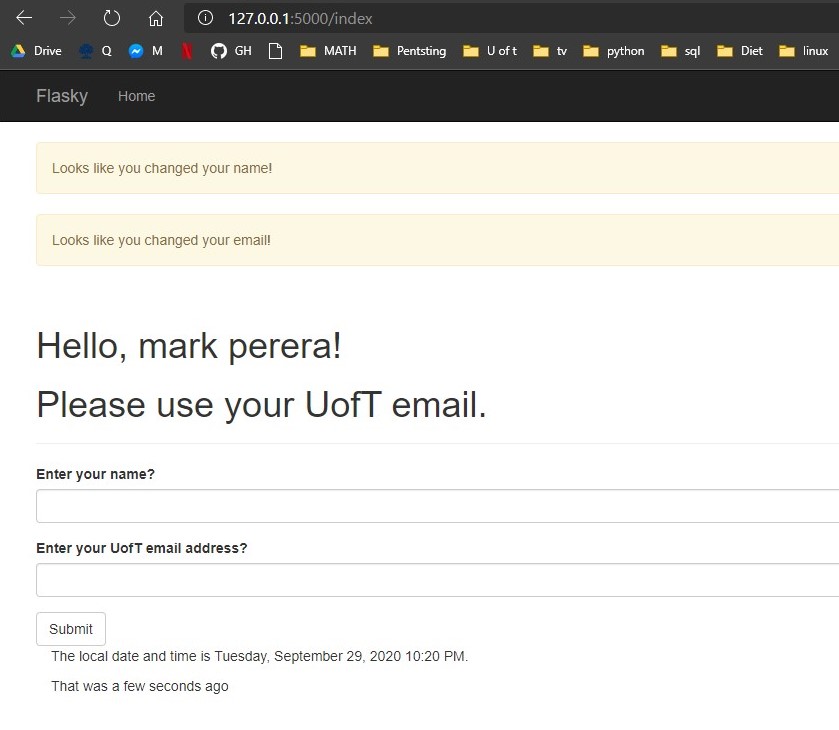 127.0.0.1:5000/index
Drive Q M GH MATH Pentsting U of t tv python sql Diet linux
Flasky Home
Looks like you changed your name!
Looks like you changed your email!
Hello, mark perera!
Please use your UofT email.
Enter your name?
Enter your UofT email address?
Submit
The local date and time is Tuesday, September 29, 2020 10:20 PM.
That was a few seconds ago